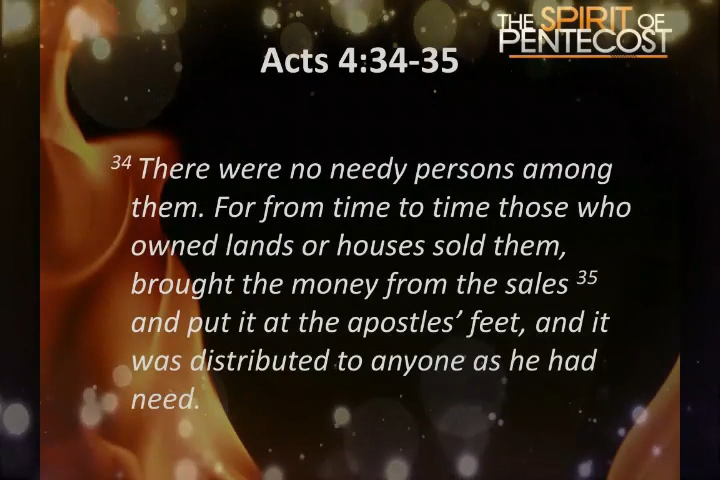 THE SPIRIT OF
PENTECOST
Acts 4:34-35
34 There were no needy persons among
them. For from time to time those who
owned lands or houses sold them,
brought the money from the sales 35
and put it at the apostles’ feet, and it
was distributed to anyone as he had
need.